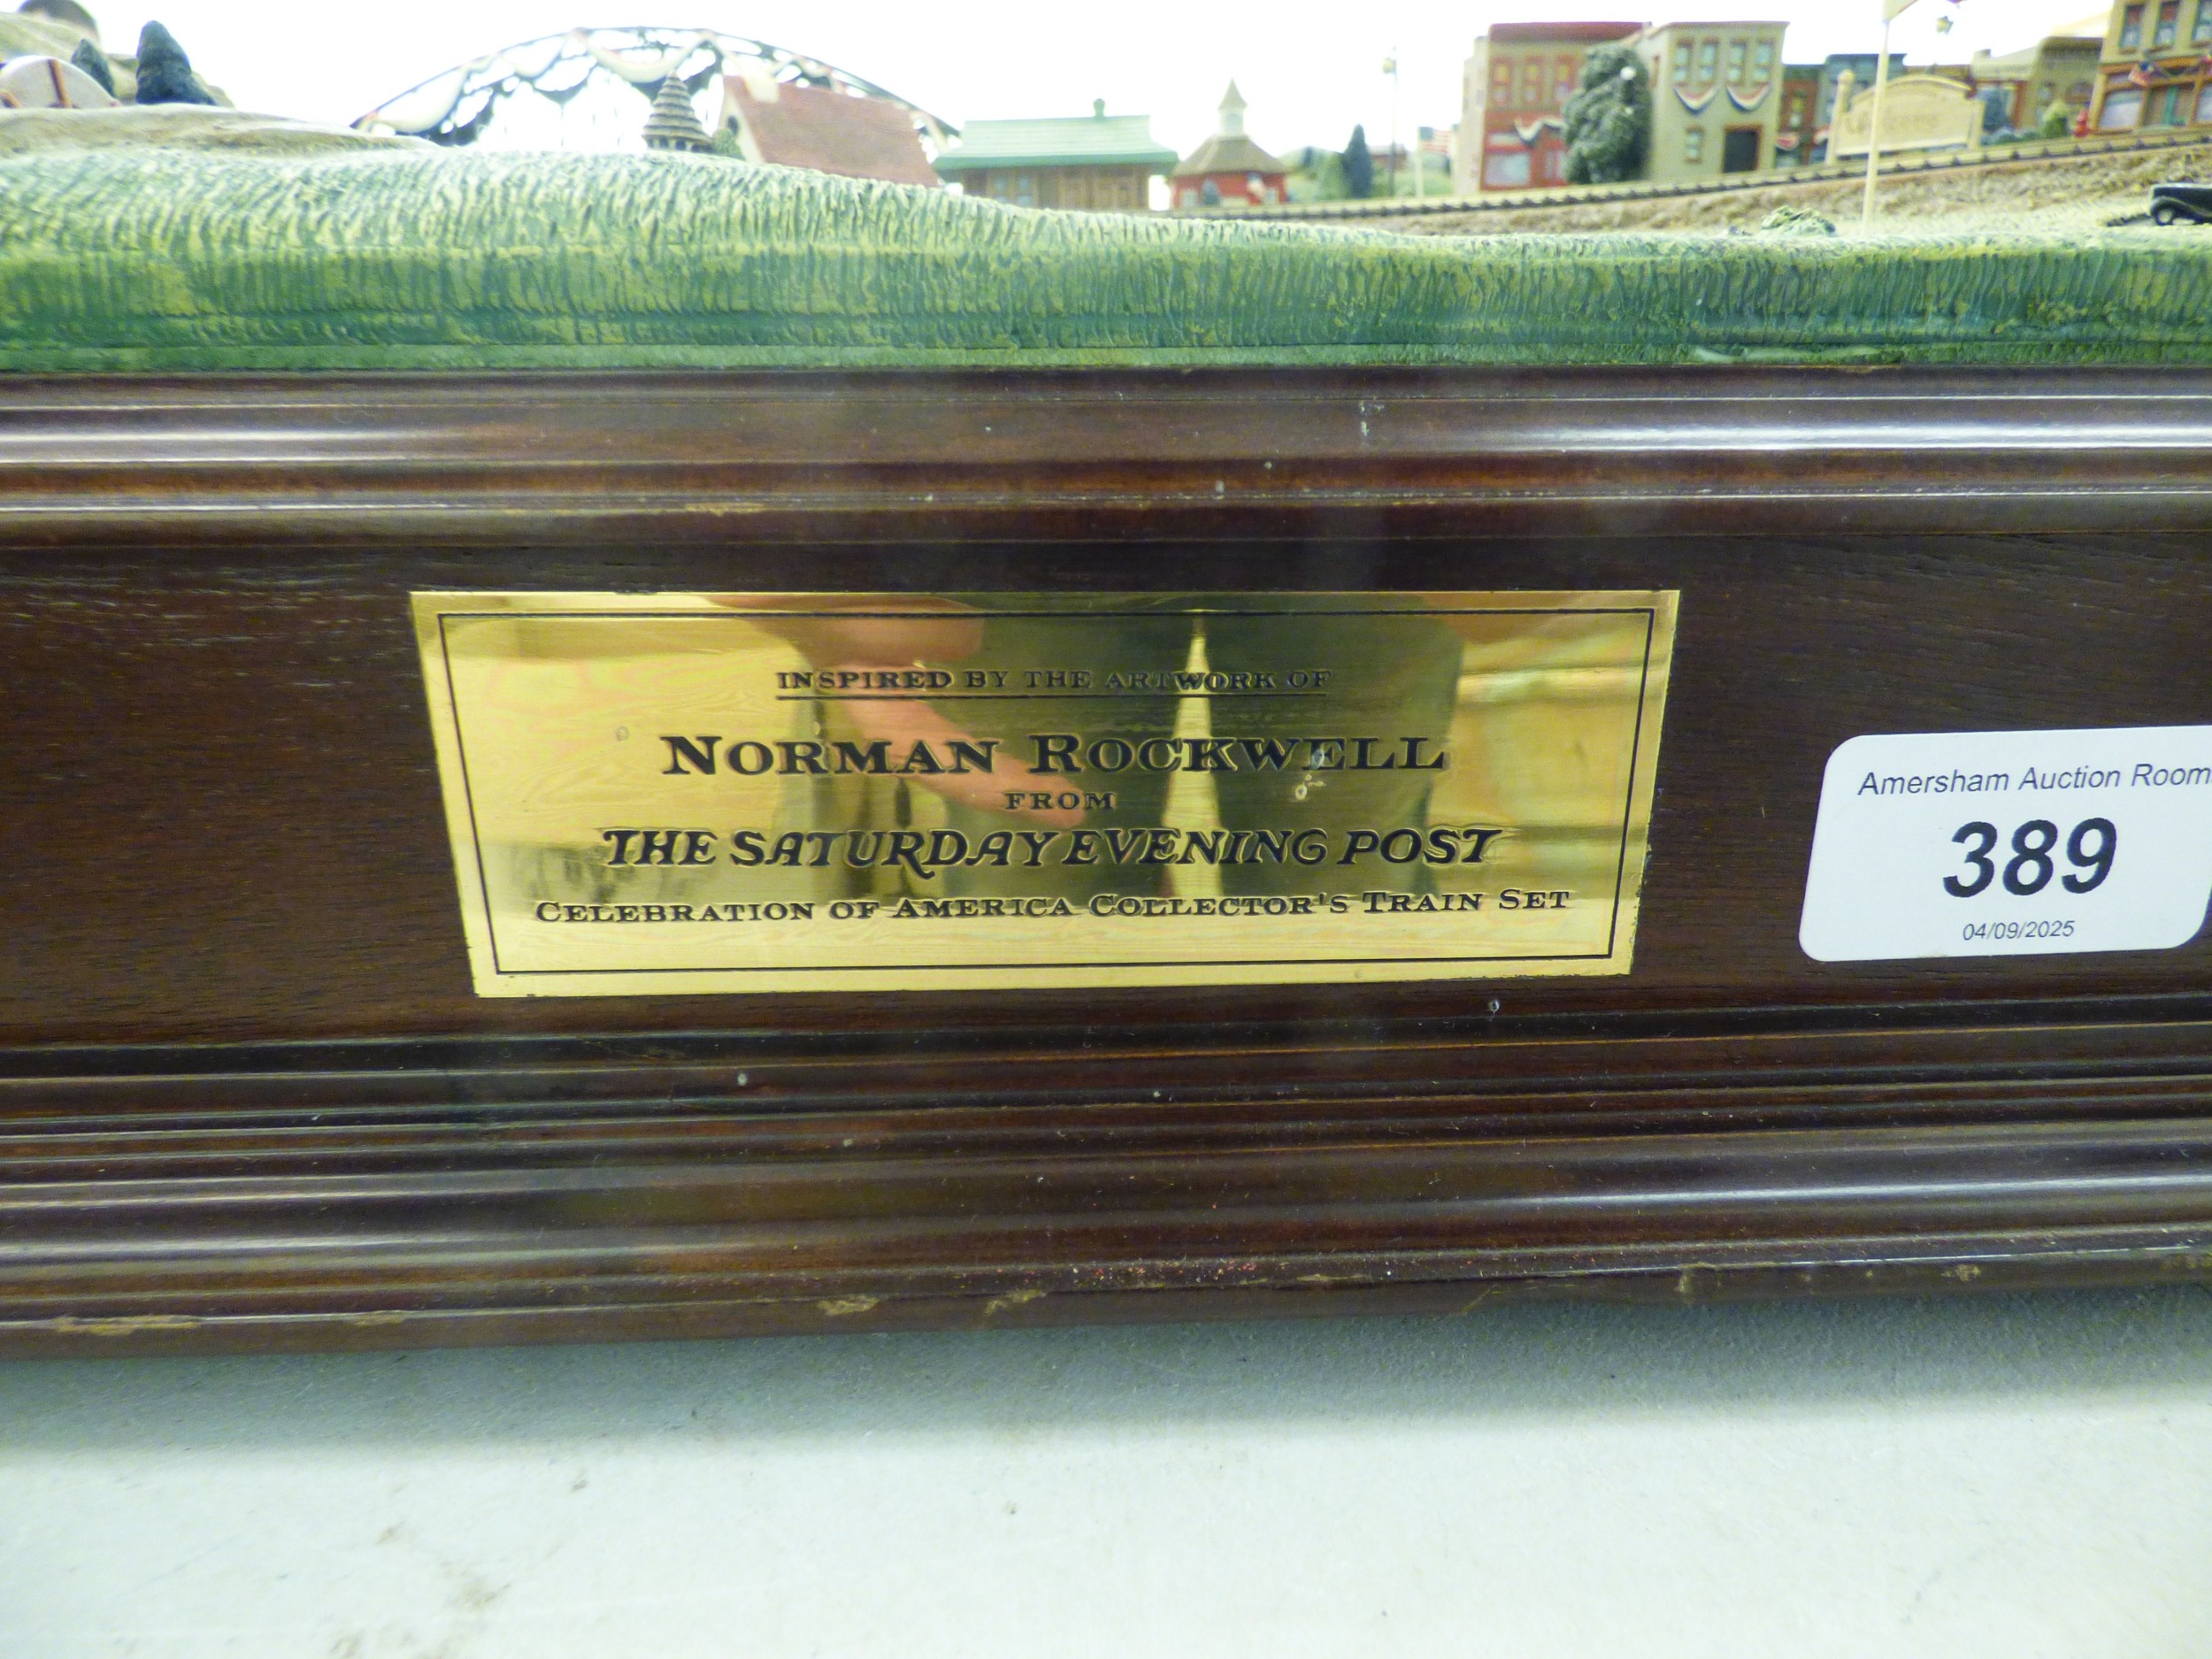 INSPIRED BY THE ARTWORK OF
NORMAN ROCKWELL
FROM
THE SATURDAY EVENING POST
CELEBRATION OF AMERICA COLLECTOR'S TRAIN SET
Amersham Auction Room
389
04/09/2025